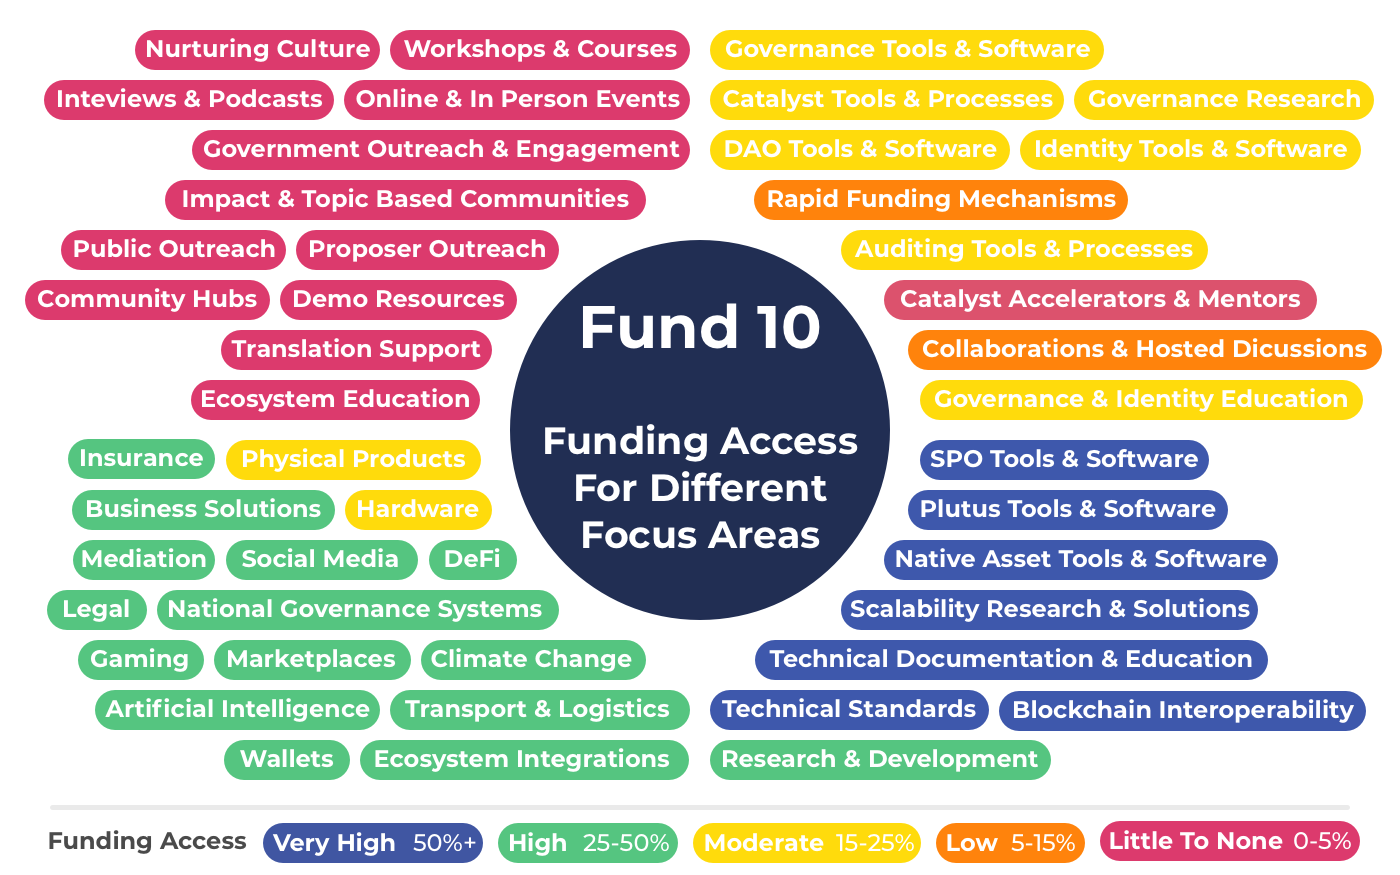 Nurturing Culture
Workshops & Courses
Inteviews & Podcasts
Online & In Person Events
Government Outreach & Engagement
Impact & Topic Based Communities
Public Outreach
Proposer Outreach
Community Hubs
Demo Resources
Translation Support
Ecosystem Education
Governance Tools & Software
Catalyst Tools & Processes
Governance Research
DAO Tools & Software
Identity Tools & Software
Rapid Funding Mechanisms
Auditing Tools & Processes
Catalyst Accelerators & Mentors
Collaborations & Hosted Dicussions
Governance & Identity Education
Fund 10
Funding Access
For Different
Focus Areas
Insurance
Physical Products
Business Solutions
Hardware
Mediation
Social Media
DeFi
Legal
National Governance Systems
Gaming
Marketplaces
Climate Change
Artificial Intelligence
Transport & Logistics
Wallets
Ecosystem Integrations
SPO Tools & Software
Plutus Tools & Software
Native Asset Tools & Software
Scalability Research & Solutions
Technical Documentation & Education
Technical Standards
Blockchain Interoperability
Research & Development
Funding Access
Very High 50%+
High 25-50%
Moderate 15-25%
Low 5-15%
Little To None 0-5%